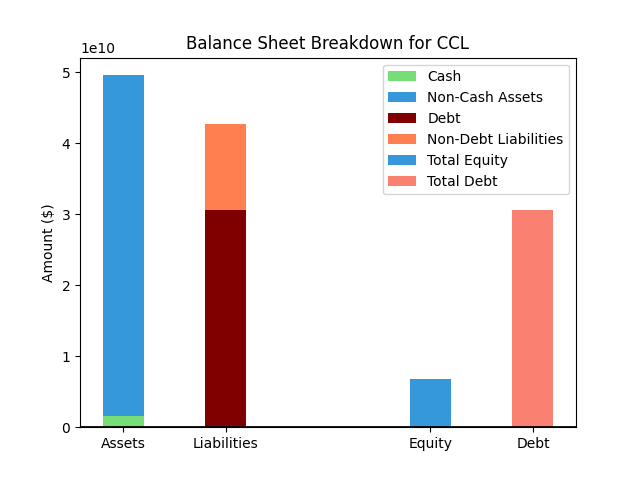 Balance Sheet Breakdown for CCL
1e10
5
4
3
2
1
0
Amount ($)
Cash
Non-Cash Assets
Debt
Non-Debt Liabilities
Total Equity
Total Debt
Assets
Liabilities
Equity
Debt